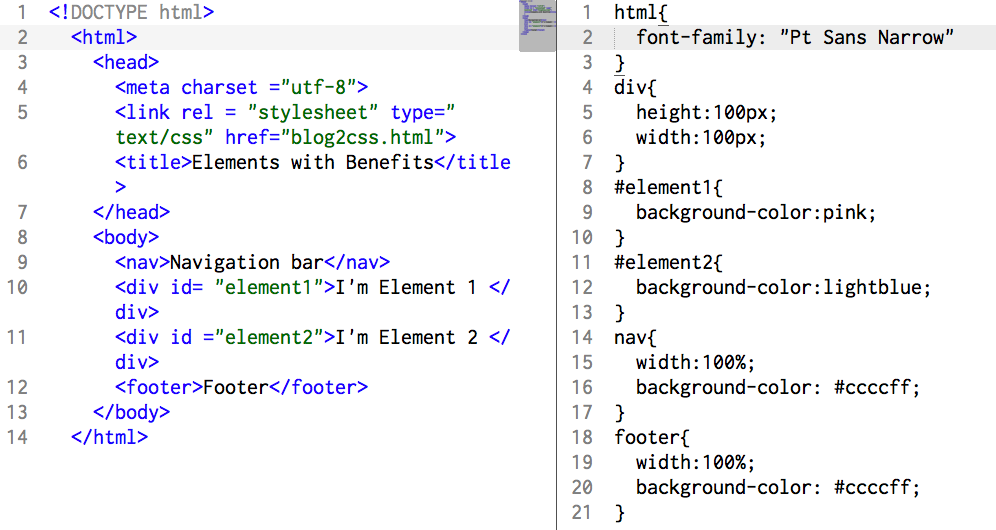 1 <!DOCTYPE html>
2 <html>
3 <head>
4 <meta charset ="utf-8">
5 <link rel = "stylesheet" type="
text/css" href="blog2css.html">
6 <title>Elements with Benefits</title
>
7 </head>
8 <body>
9 <nav>Navigation bar</nav>
10 <div id= "element1">I'm Element 1 </
div>
11 <div id ="element2">I'm Element 2 </
div>
12 <footer>Footer</footer>
13 </body>
14 </html>
1 html{
2 font-family: "Pt Sans Narrow"
3 }
4 div{
5 height:100px;
6 width:100px;
7 }
8 #element1{
9 background-color:pink;
10 }
11 #element2{
12 background-color:lightblue;
13 }
14 nav{
15 width:100%;
16 background-color: #ccccff;
17 }
18 footer{
19 width:100%;
20 background-color: #ccccff;
21 }